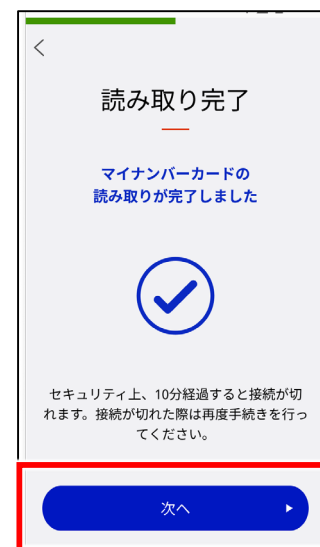 読み取り完了
マイナンバーカードの
読み取りが完了しました
セキュリティ上、10分経過すると接続が切
れます。接続が切れた際は再度手続きを行っ
てください。
次へ